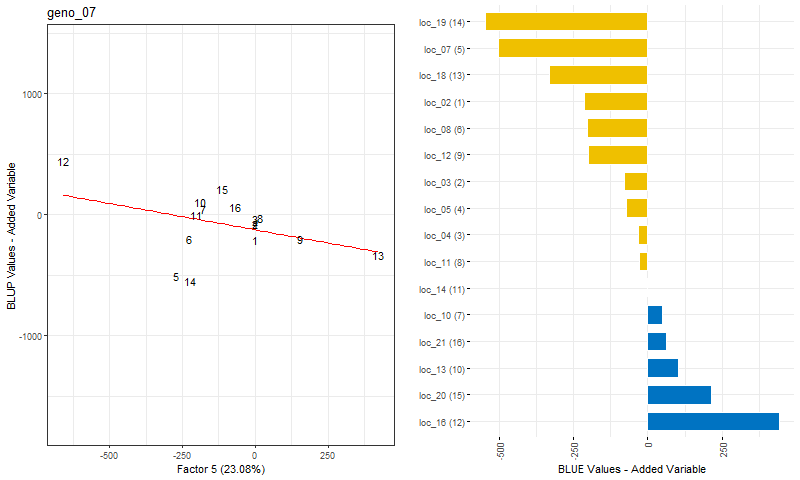 geno_07
BLUP Values - Added Variable
1000
0
-1000
12
15
10
7
11
16
8
3
6
1
9
13
5
14
-500
-250
0
250
Factor 5 (23.08%)
loc_19 (14)
loc_07 (5)
loc_18 (13)
loc_02 (1)
loc_08 (6)
loc_12 (9)
loc_03 (2)
loc_05 (4)
loc_04 (3)
loc_11 (8)
loc_14 (11)
loc_10 (7)
loc_21 (16)
loc_13 (10)
loc_20 (15)
loc_16 (12)
-500
-250
0
250
BLUE Values - Added Variable